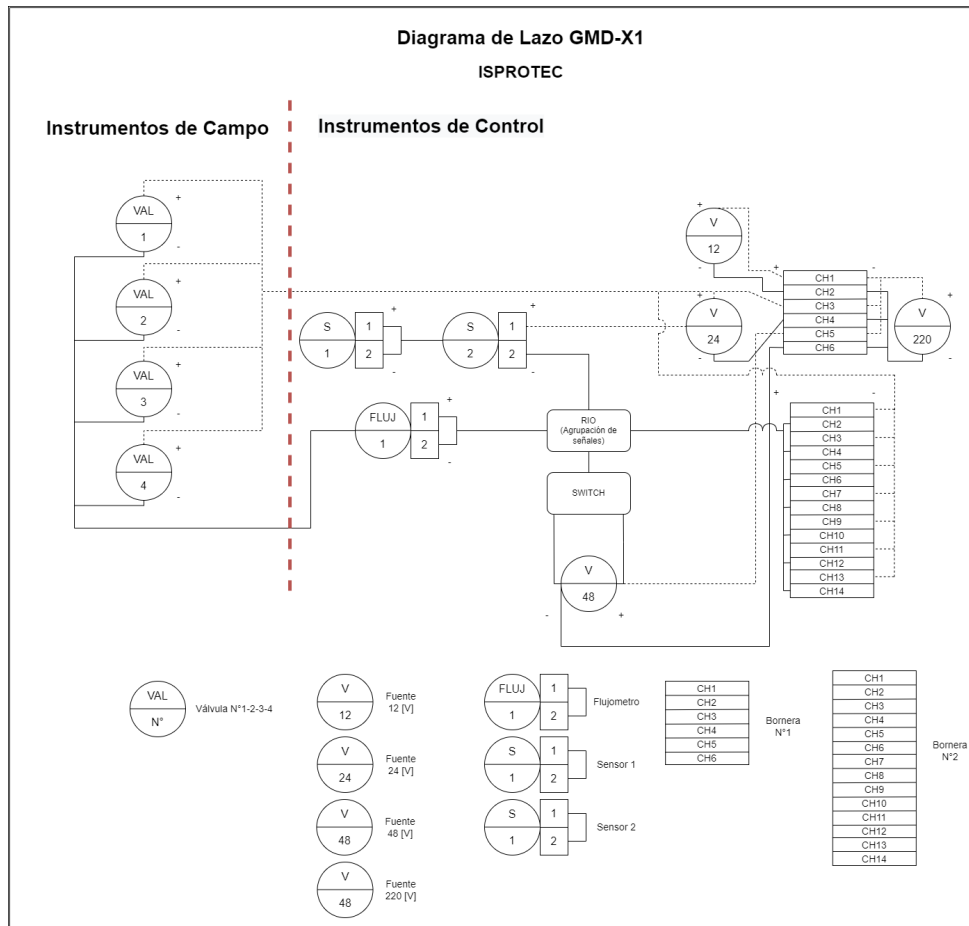 Diagrama de Lazo GMD-X1
ISPROTEC
Instrumentos de Campo
Instrumentos de Control
VAL
1
+
-
VAL
2
+
-
VAL
3
+
-
VAL
4
+
-
S
1
1
2
+
-
S
2
1
2
+
-
FLUJ
1
1
2
+
-
RIO
(Agrupación de
señales)
SWITCH
V
48
-
+
V
12
+
-
V
24
+
-
+
-
CH1
CH2
CH3
CH4
CH5
CH6
V
220
+
-
+
-
CH1
CH2
CH3
CH4
CH5
CH6
CH7
CH8
CH9
CH10
CH11
CH12
CH13
CH14
VAL
N°
Válvula N°1-2-3-4
V
12
Fuente
12 [V]
V
24
Fuente
24 [V]
V
48
Fuente
48 [V]
V
48
Fuente
220 [V]
FLUJ
1
1
2
Flujometro
S
1
1
2
Sensor 1
S
1
1
2
Sensor 2
CH1
CH2
CH3
CH4
CH5
CH6
Bornera
N°1
CH1
CH2
CH3
CH4
CH5
CH6
CH7
CH8
CH9
CH10
CH11
CH12
CH13
CH14
Bornera
N°2